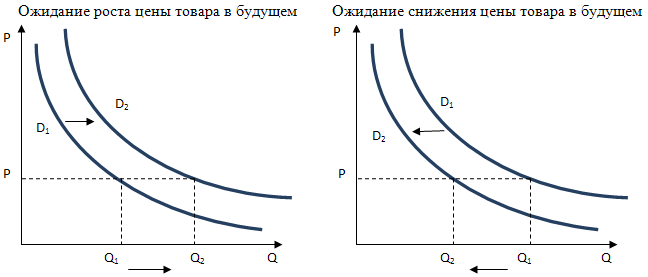 Ожидание роста цены товара в будущем
P
D₂
D₁
P
Q₁
Q₂
Q
Ожидание снижения цены товара в будущем
P
D₁
D₂
P
Q₂
Q₁
Q